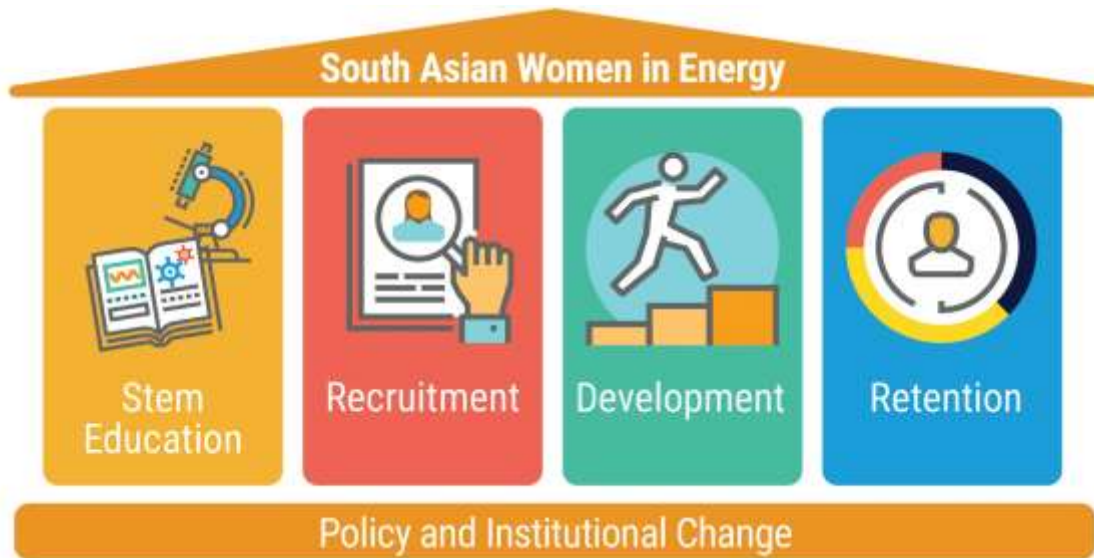 South Asian Women in Energy
Stem
Education
Recruitment
Development
Retention
Policy and Institutional Change